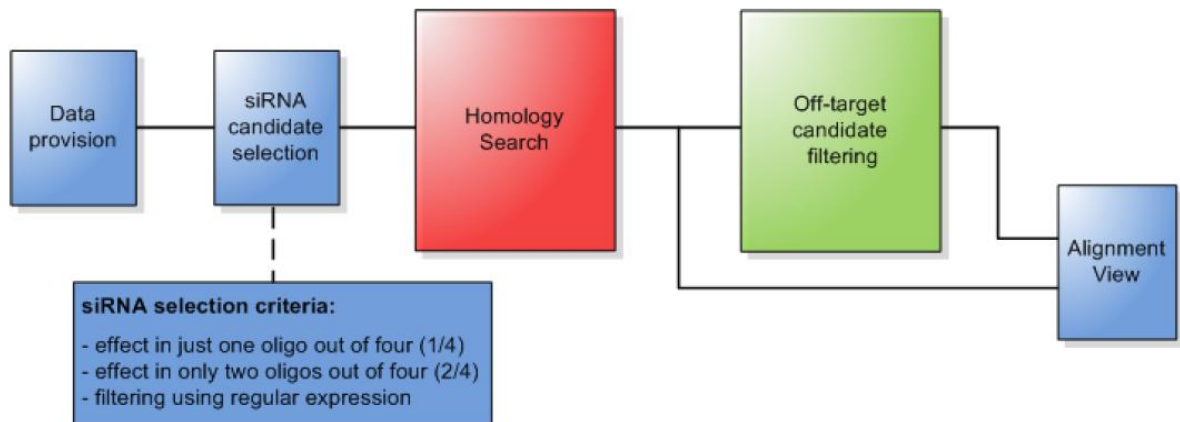 Data
provision
siRNA
candidate
selection
Homology
Search
Off-target
candidate
filtering
Alignment
View
siRNA selection criteria:
- effect in just one oligo out of four (1/4)
- effect in only two oligos out of four (2/4)
- filtering using regular expression